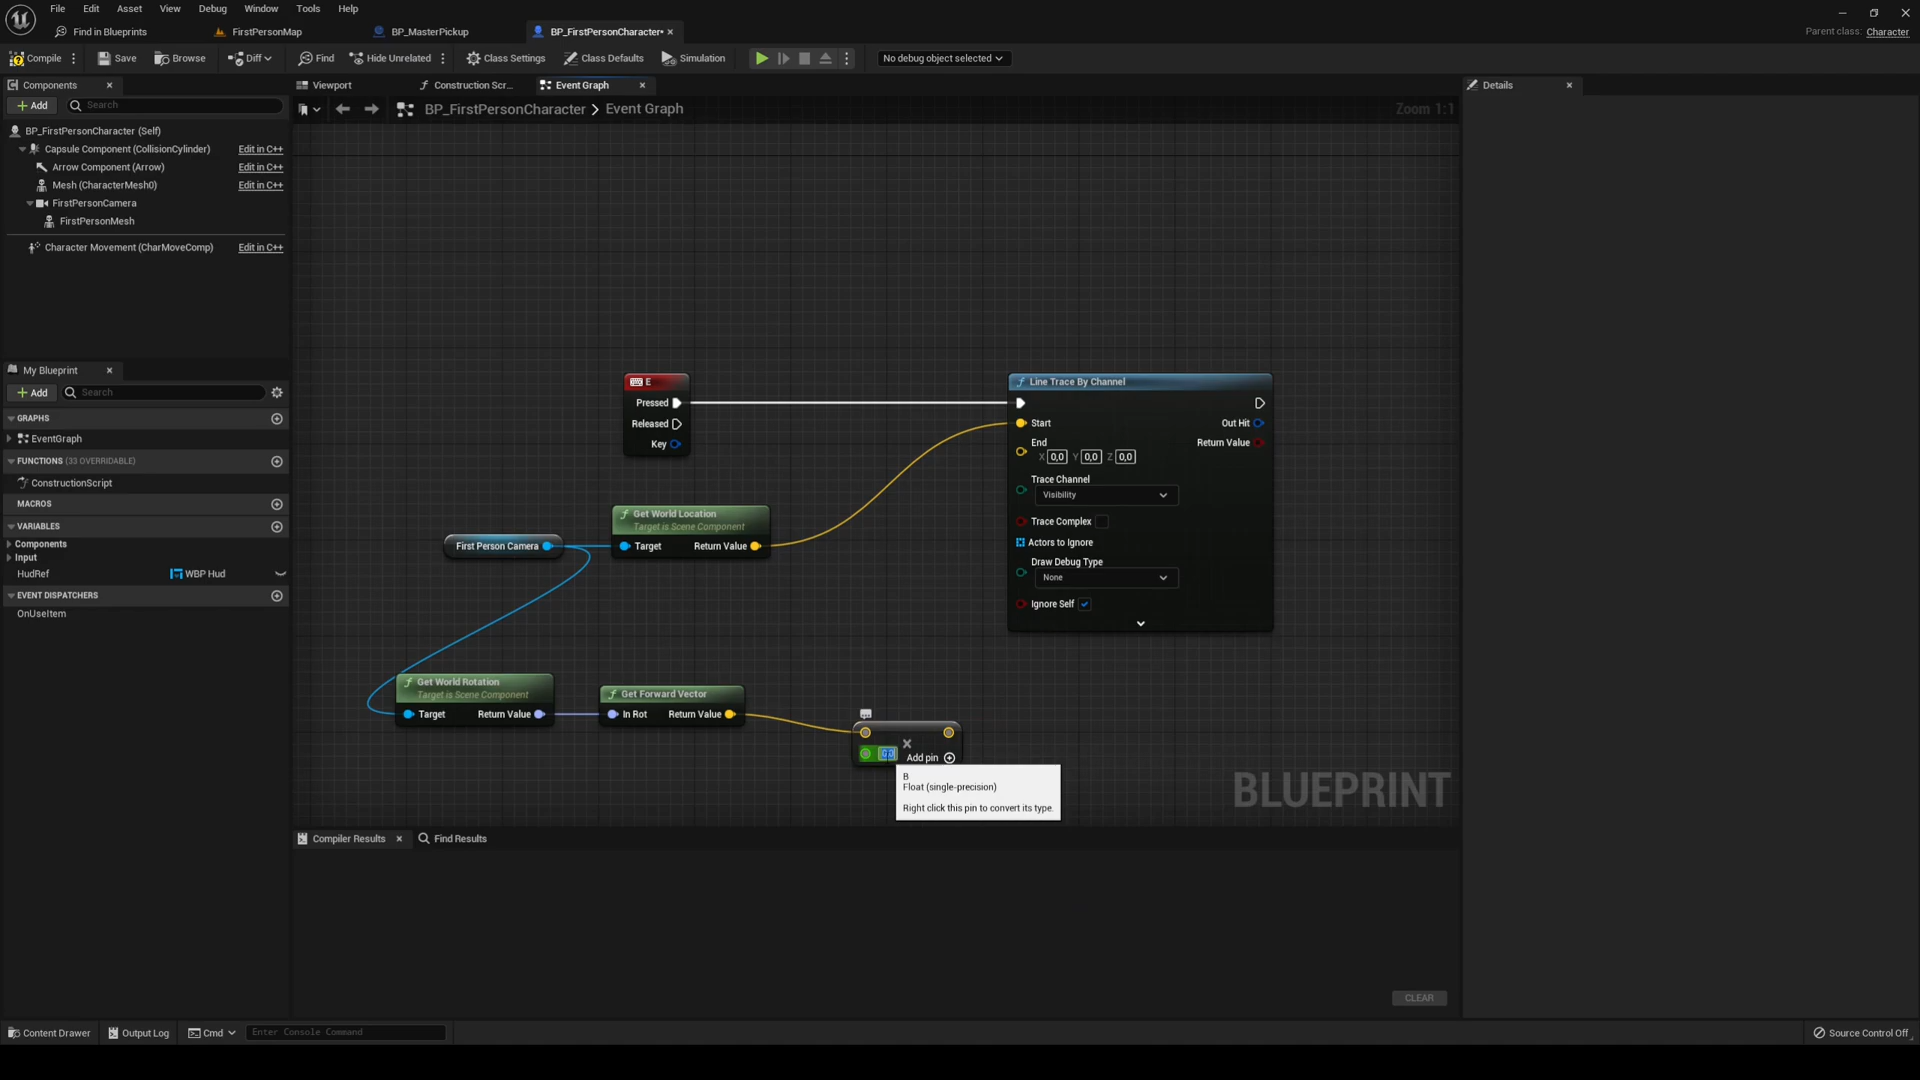 File Edit Asset View Debug Window Tools Help
Find in Blueprints FirstPersonMap BP_MasterPickup BP_FirstPersonCharacter• Parent class: Character
Compile Save Browse Diff Find Hide Unrelated Class Settings Class Defaults Simulation No debug object selected
Components Viewport Construction Scr... Event Graph Details
Add Search BP_FirstPersonCharacter > Event Graph Zoom 1:1
BP_FirstPersonCharacter (Self)
Capsule Component (CollisionCylinder) Edit in C++
Arrow Component (Arrow) Edit in C++
Mesh (CharacterMesh0) Edit in C++
FirstPersonCamera
FirstPersonMesh
Character Movement (CharMoveComp) Edit in C++
My Blueprint
Add Search
GRAPHS
EventGraph
FUNCTIONS (33 OVERRIDABLE)
ConstructionScript
MACROS
VARIABLES
Components
Input
HudRef WBP Hud
EVENT DISPATCHERS
OnUseItem
E
Pressed
Released
Key
Line Trace By Channel
Start Out Hit
End Return Value
X 0,0 Y 0,0 Z 0,0
Trace Channel
Visibility
Trace Complex
Actors to Ignore
Draw Debug Type
None
Ignore Self
Get World Location
Target is Scene Component
First Person Camera Target Return Value
Get World Rotation
Target is Scene Component
Target Return Value
Get Forward Vector
In Rot Return Value
Add pin
B
Float (single-precision)
Right click this pin to convert its type.
BLUEPRINT
Compiler Results Find Results
CLEAR
Content Drawer Output Log Cmd Enter Console Command Source Control Off